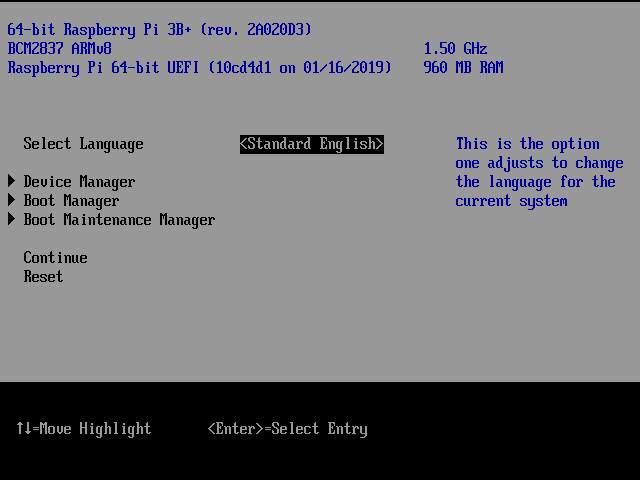 64-bit Raspberry Pi 3B+ (rev. 2A020D3)
BCM2837 ARMv8 1.50 GHz
Raspberry Pi 64-bit UEFI (10cd4d1 on 01/16/2019) 960 MB RAM
Select Language <Standard English> This is the option
one adjusts to change
Device Manager the language for the
Boot Manager current system
Boot Maintenance Manager
Continue
Reset
↑↓=Move Highlight <Enter>=Select Entry